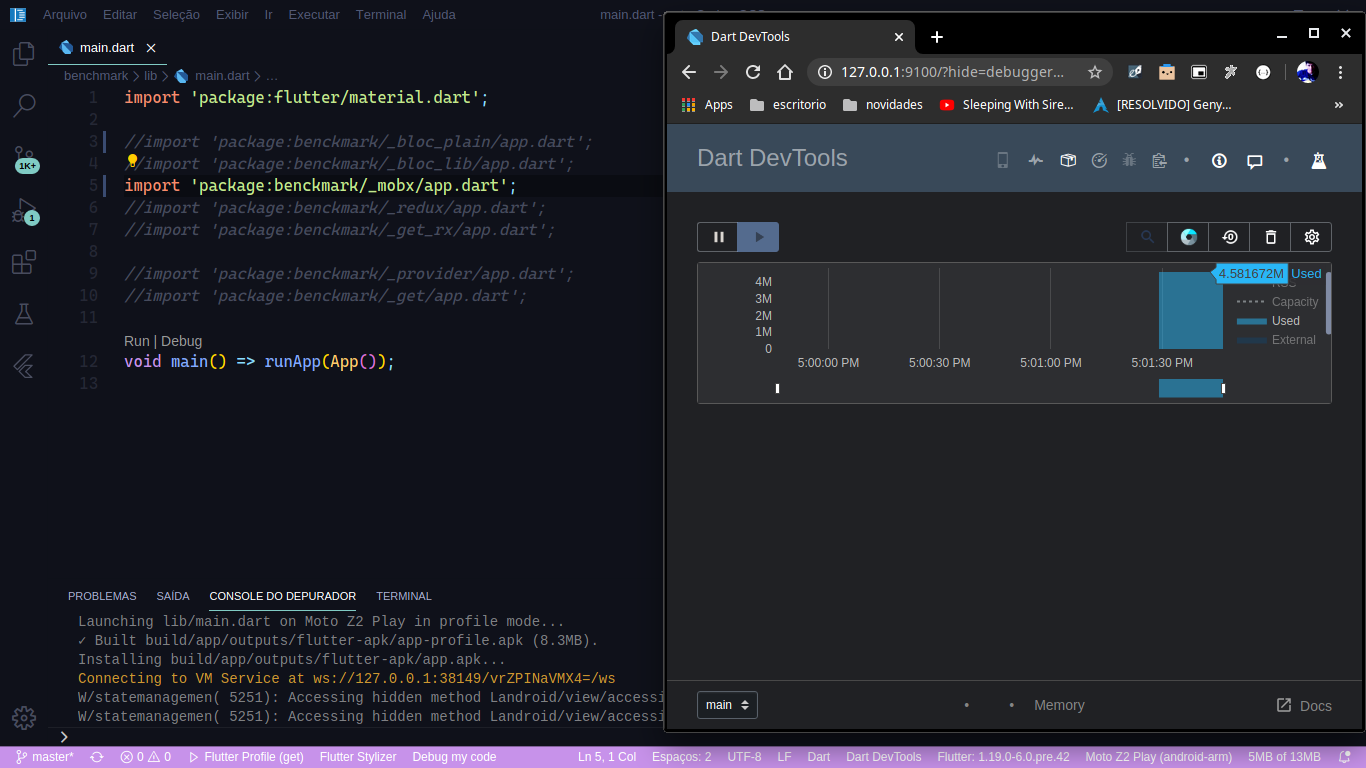 Arquivo Editar Seleção Exibir Ir Executar Terminal Ajuda
main.dart
benchmark > lib > main.dart > ...
1 import 'package:flutter/material.dart';
2
3 //import 'package:benckmark/_bloc_plain/app.dart';
4 //import 'package:benckmark/_bloc_lib/app.dart';
5 import 'package:benckmark/_mobx/app.dart';
6 //import 'package:benckmark/_redux/app.dart';
7 //import 'package:benckmark/_get_rx/app.dart';
8
9 //import 'package:benckmark/_provider/app.dart';
10 //import 'package:benckmark/_get/app.dart';
11
Run | Debug
12 void main() => runApp(App());
13
1K+
1
PROBLEMAS SAÍDA CONSOLE DO DEPURADOR TERMINAL
Launching lib/main.dart on Moto Z2 Play in profile mode...
✓ Built build/app/outputs/flutter-apk/app-profile.apk (8.3MB).
Installing build/app/outputs/flutter-apk/app.apk...
Connecting to VM Service at ws://127.0.0.1:38149/vrZPINaVMX4=/ws
W/statemanagemen( 5251): Accessing hidden method Landroid/view/accessi
W/statemanagemen( 5251): Accessing hidden method Landroid/view/accessi
Dart DevTools
127.0.0.1:9100/?hide=debugger...
Apps escritorio novidades Sleeping With Sire... [RESOLVIDO] Geny... »
Dart DevTools
4M
3M
2M
1M
0
5:00:00 PM 5:00:30 PM 5:01:00 PM 5:01:30 PM
4.581672M Used
Capacity
Used
External
main • • Memory Docs
master* 0 0 Flutter Profile (get) Flutter Stylizer Debug my code Ln 5, 1 Col Espaços: 2 UTF-8 LF Dart Dart DevTools Flutter: 1.19.0-6.0.pre.42 Moto Z2 Play (android-arm) 5MB of 13MB